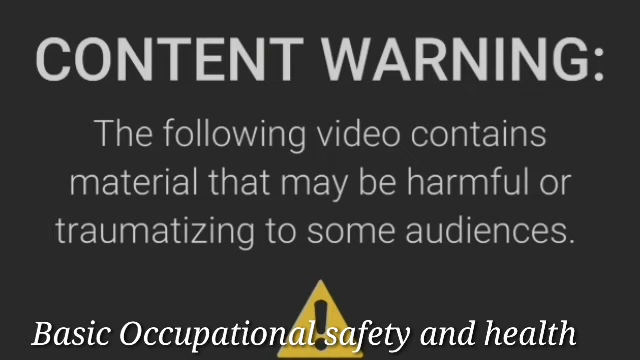 CONTENT WARNING:
The following video contains
material that may be harmful or
traumatizing to some audiences.
Basic Occupational safety and health